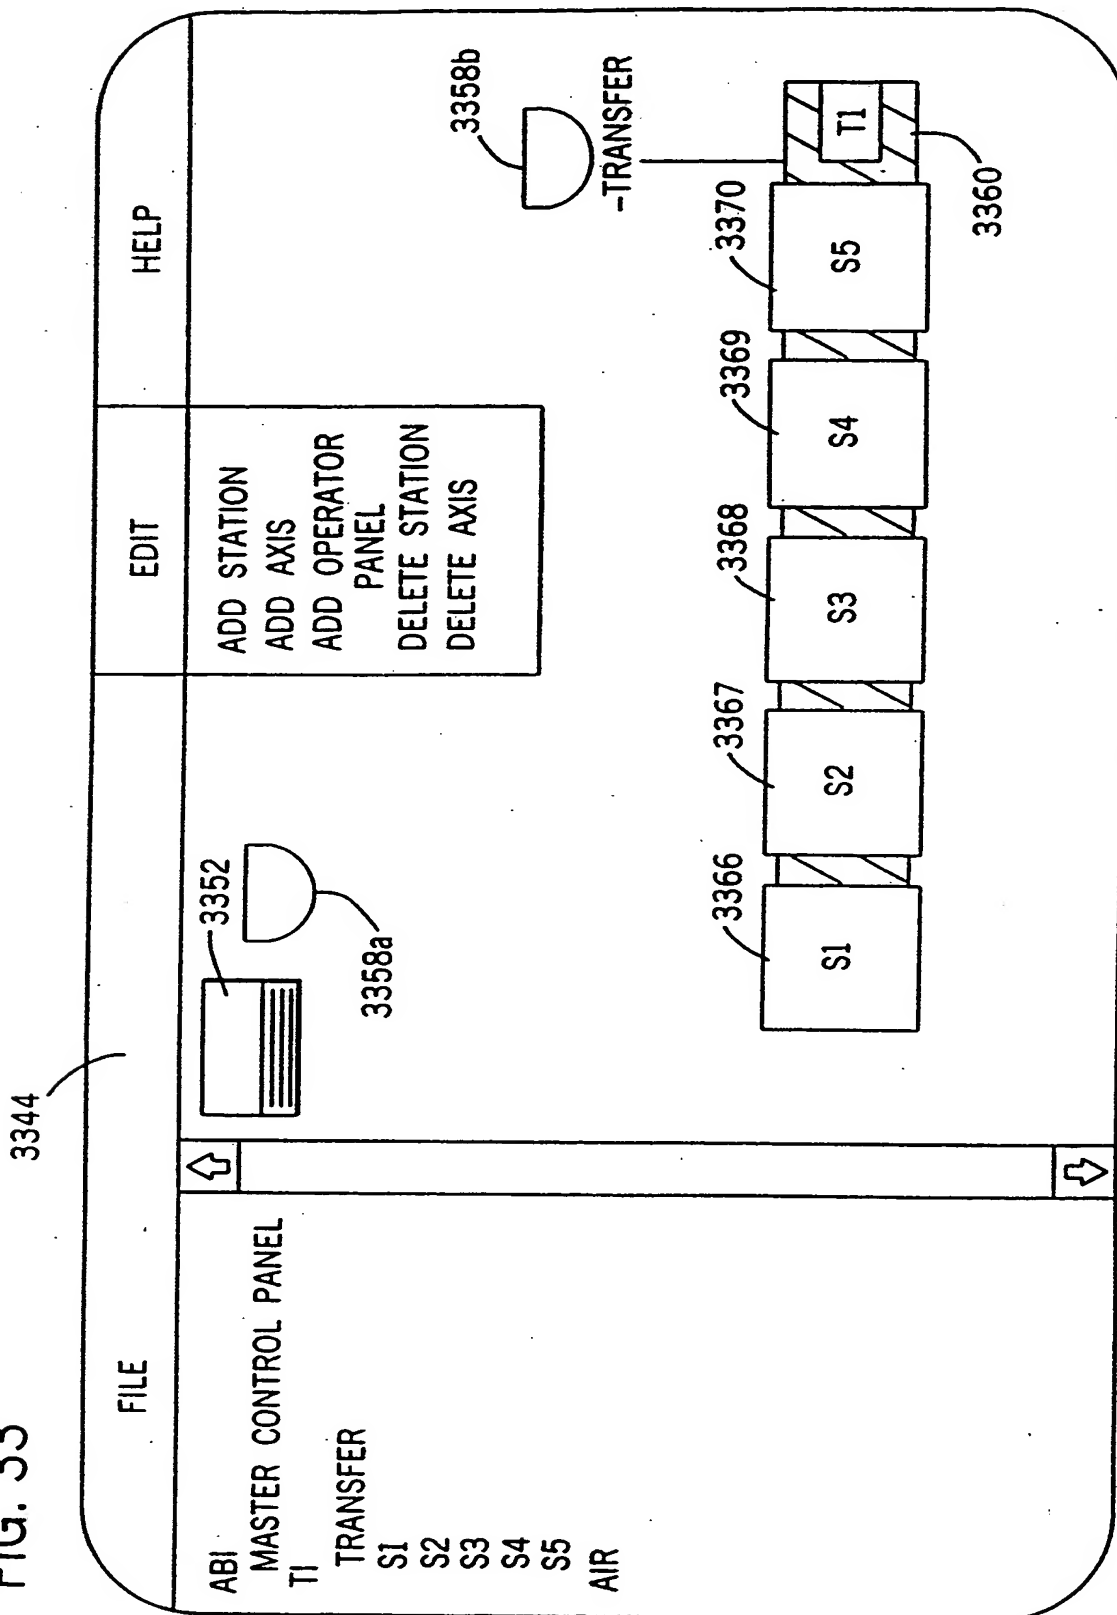 FIG. 33
3344
FILE
EDIT
HELP
ABI
MASTER CONTROL PANEL
TI
TRANSFER
S1
S2
S3
S4
S5
AIR
3352
3358a
ADD STATION
ADD AXIS
ADD OPERATOR
PANEL
DELETE STATION
DELETE AXIS
3358b
-TRANSFER
3366
3367
3368
3369
3370
S1
S2
S3
S4
S5
T1
3360